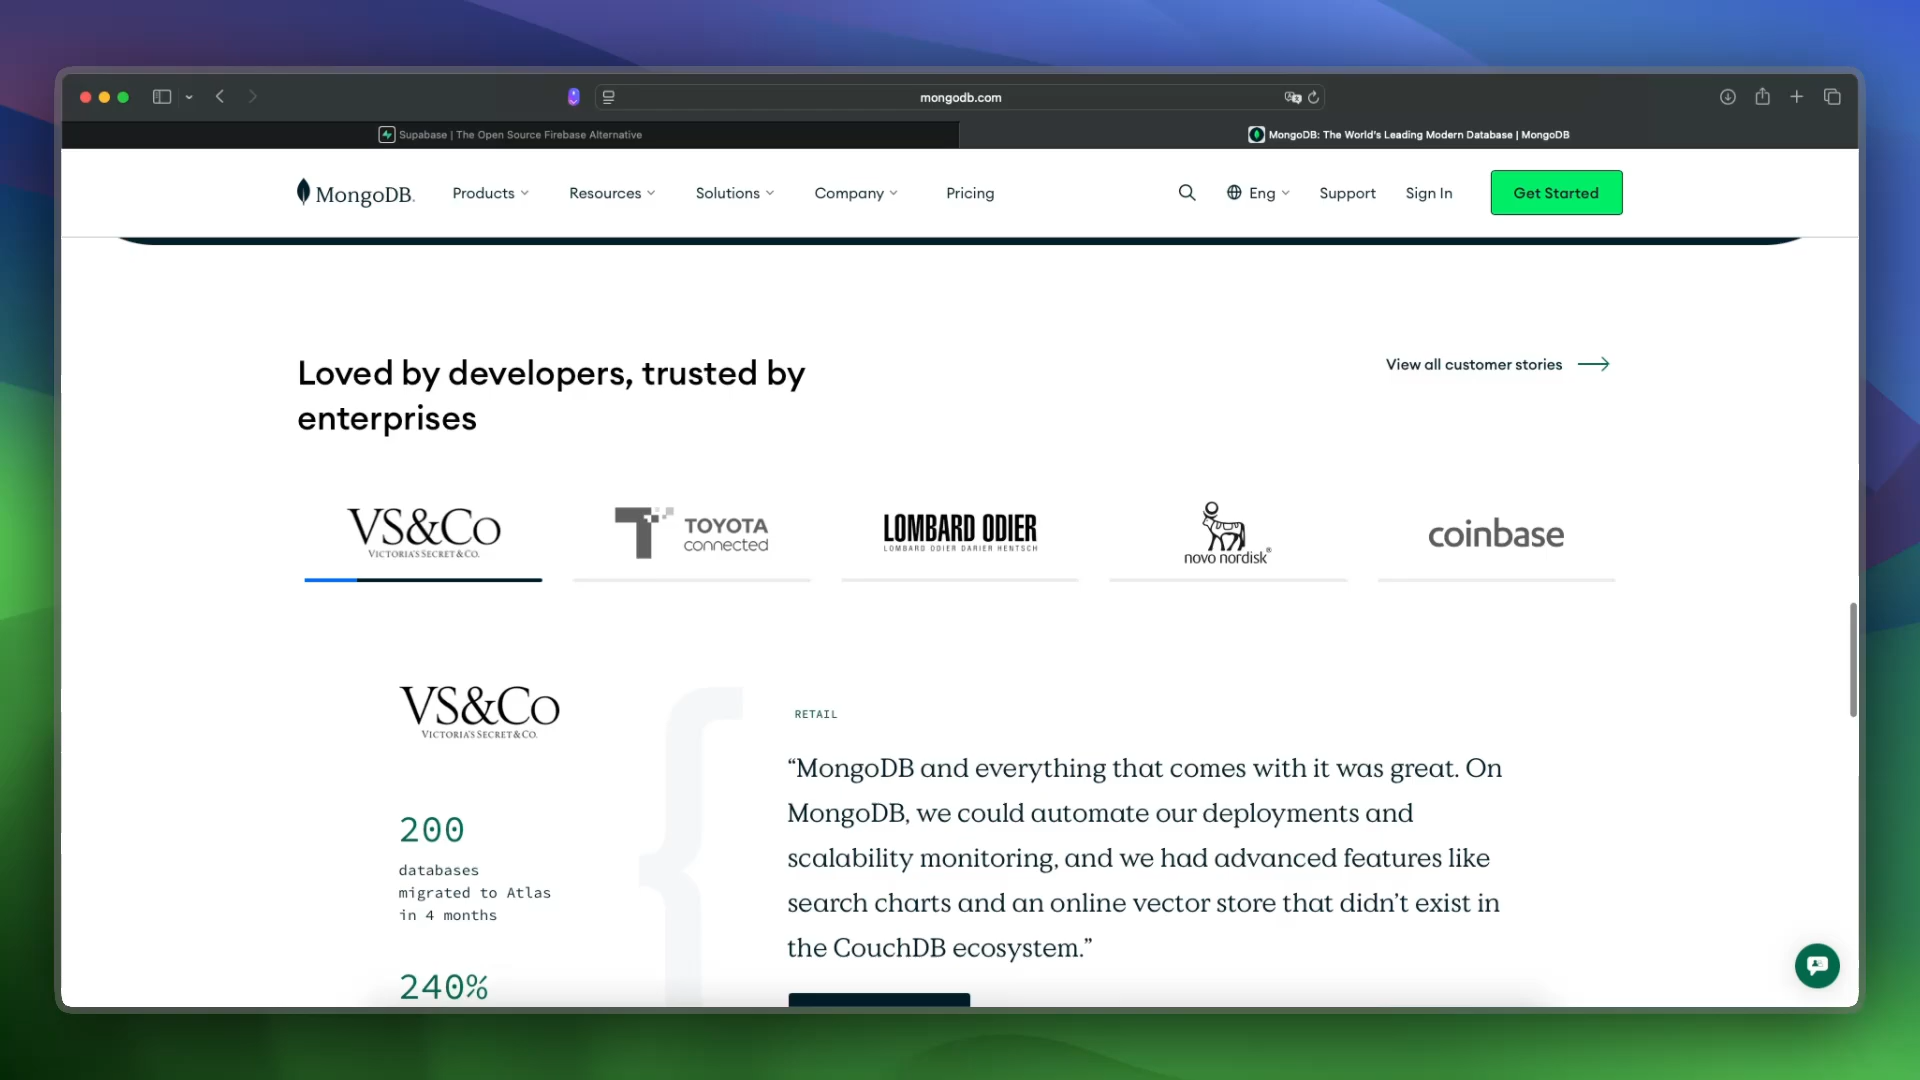 mongodb.com
Supabase | The Open Source Firebase Alternative
MongoDB: The World's Leading Modern Database | MongoDB
MongoDB.
Products
Resources
Solutions
Company
Pricing
Eng
Support
Sign In
Get Started
Loved by developers, trusted by
enterprises
View all customer stories
VS&Co
VICTORIA'S SECRET & CO.
TOYOTA
connected
LOMBARD ODIER
LOMBARD ODIER DARIER HENTSCH
novo nordisk®
coinbase
VS&Co
VICTORIA'S SECRET & CO.
200
databases
migrated to Atlas
in 4 months
240%
RETAIL
“MongoDB and everything that comes with it was great. On
MongoDB, we could automate our deployments and
scalability monitoring, and we had advanced features like
search charts and an online vector store that didn’t exist in
the CouchDB ecosystem.”